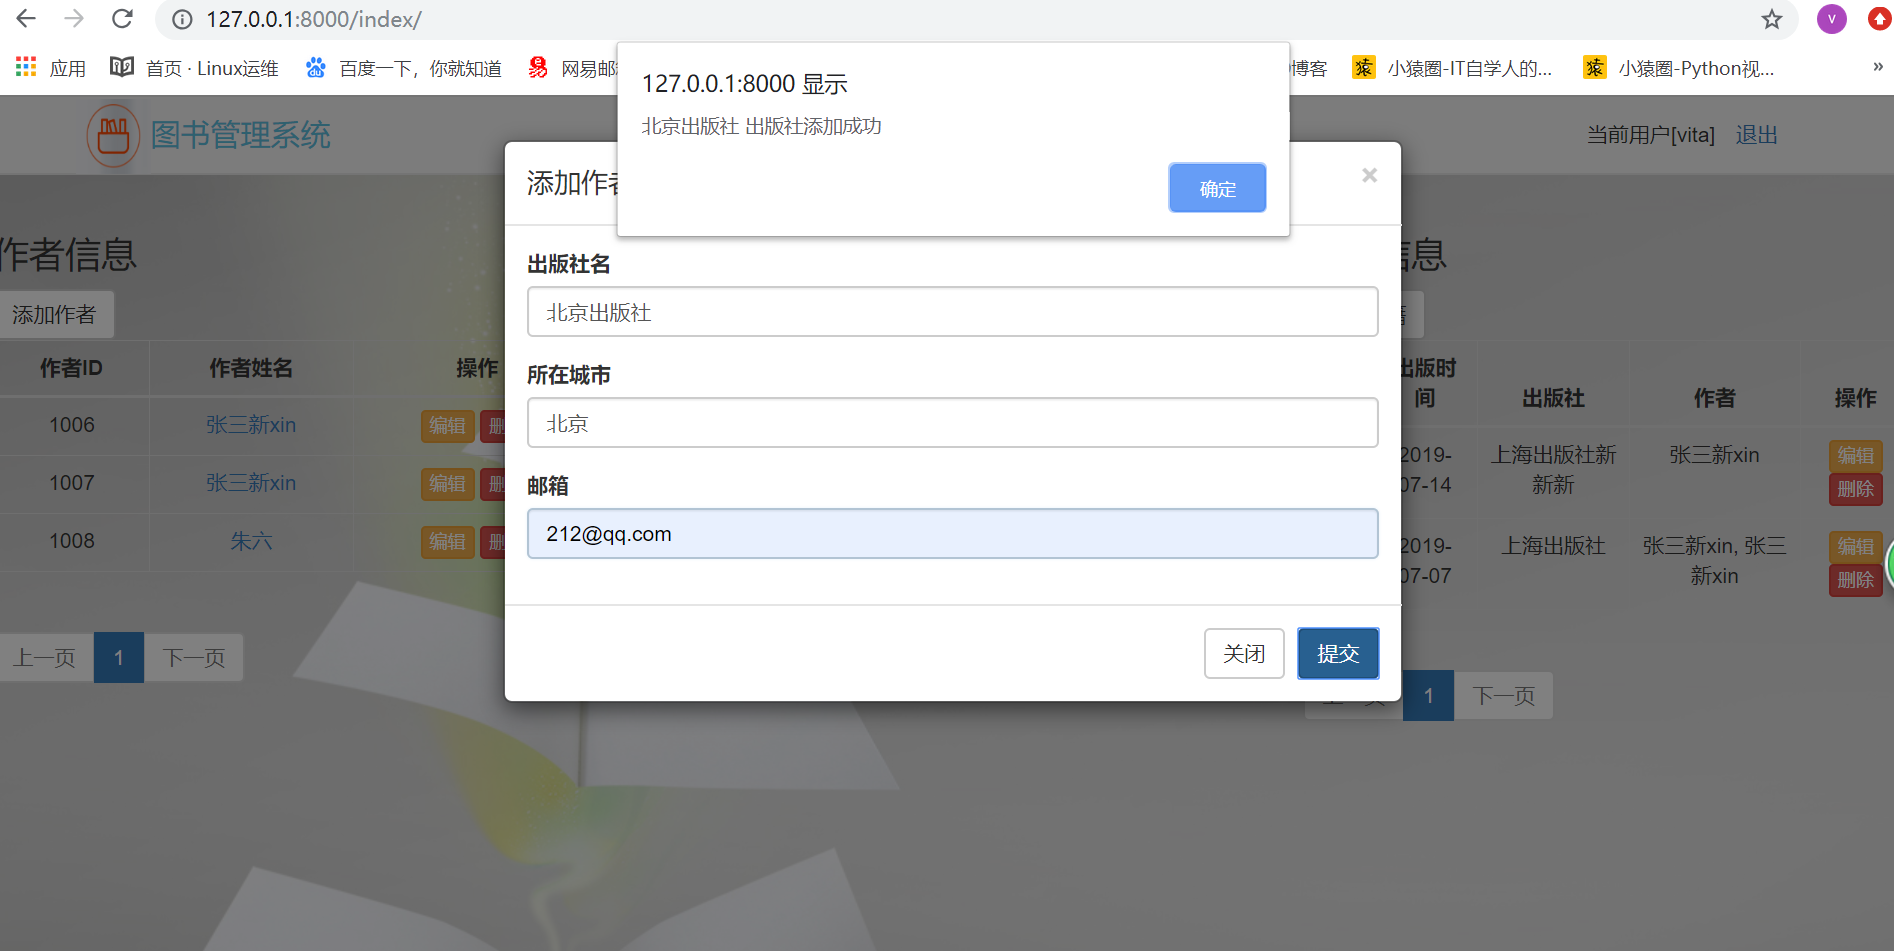 127.0.0.1:8000/index/
V
应用
首页 · Linux运维
百度一下，你就知道
网易邮
博客
小猿圈-IT自学人的...
小猿圈-Python视...
»
127.0.0.1:8000 显示
北京出版社 出版社添加成功
确定
图书管理系统
当前用户[vita] 退出
添加作
×
作者信息
添加作者
作者ID 作者姓名 操作
1006 张三新xin 编辑 删
1007 张三新xin 编辑 删
1008 朱六 编辑 删
上一页 1 下一页
出版社名
北京出版社
所在城市
北京
邮箱
212@qq.com
关闭 提交
信息
出版时
间
出版社 作者 操作
2019-
07-14
上海出版社新
新新
张三新xin
编辑
删除
2019-
07-07
上海出版社
张三新xin, 张三
新xin
编辑
删除
上一页 1 下一页